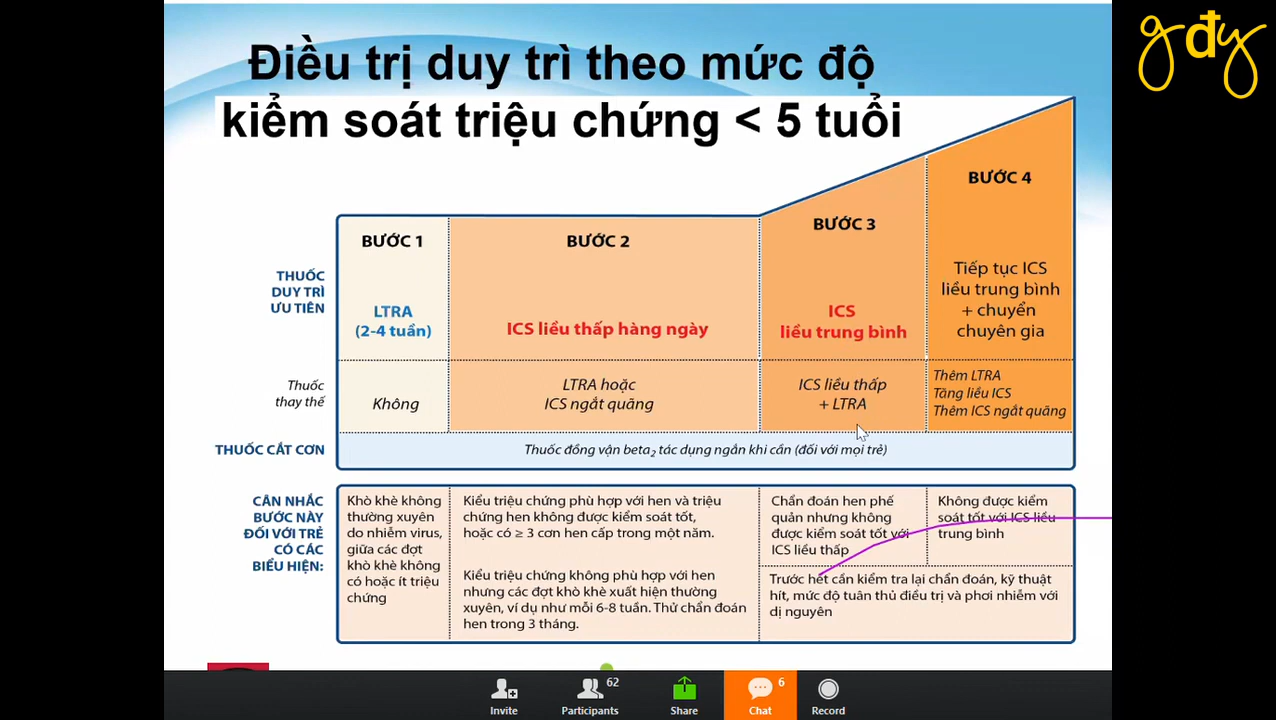 gđy
Điều trị duy trì theo mức độ
kiểm soát triệu chứng < 5 tuổi
BƯỚC 1
BƯỚC 2
BƯỚC 3
BƯỚC 4
THUỐC
DUY TRÌ
ƯU TIÊN
LTRA
(2-4 tuần)
ICS liều thấp hàng ngày
ICS
liều trung bình
Tiếp tục ICS
liều trung bình
+ chuyển
chuyên gia
Thuốc
thay thế
Không
LTRA hoặc
ICS ngắt quãng
ICS liều thấp
+ LTRA
Thêm LTRA
Tăng liều ICS
Thêm ICS ngắt quãng
THUỐC CẮT CƠN
Thuốc đồng vận beta₂ tác dụng ngắn khi cần (đối với mọi trẻ)
CÂN NHẮC
BƯỚC NÀY
ĐỐI VỚI TRẺ
CÓ CÁC
BIỂU HIỆN:
Khò khè không
thường xuyên
do nhiễm virus,
giữa các đợt
khò khè không
có hoặc ít triệu
chứng
Kiểu triệu chứng phù hợp với hen và triệu
chứng hen không được kiểm soát tốt,
hoặc có ≥ 3 cơn hen cấp trong một năm.
Kiểu triệu chứng không phù hợp với hen
nhưng các đợt khò khè xuất hiện thường
xuyên, ví dụ như mỗi 6-8 tuần. Thử chẩn đoán
hen trong 3 tháng.
Chẩn đoán hen phế
quản nhưng không
được kiểm soát tốt với
ICS liều thấp
Không được kiểm
soát tốt với ICS liều
trung bình
Trước hết cần kiểm tra lại chẩn đoán, kỹ thuật
hít, mức độ tuân thủ điều trị và phơi nhiễm với
dị nguyên
Invite
62
Participants
Share
6
Chat
Record